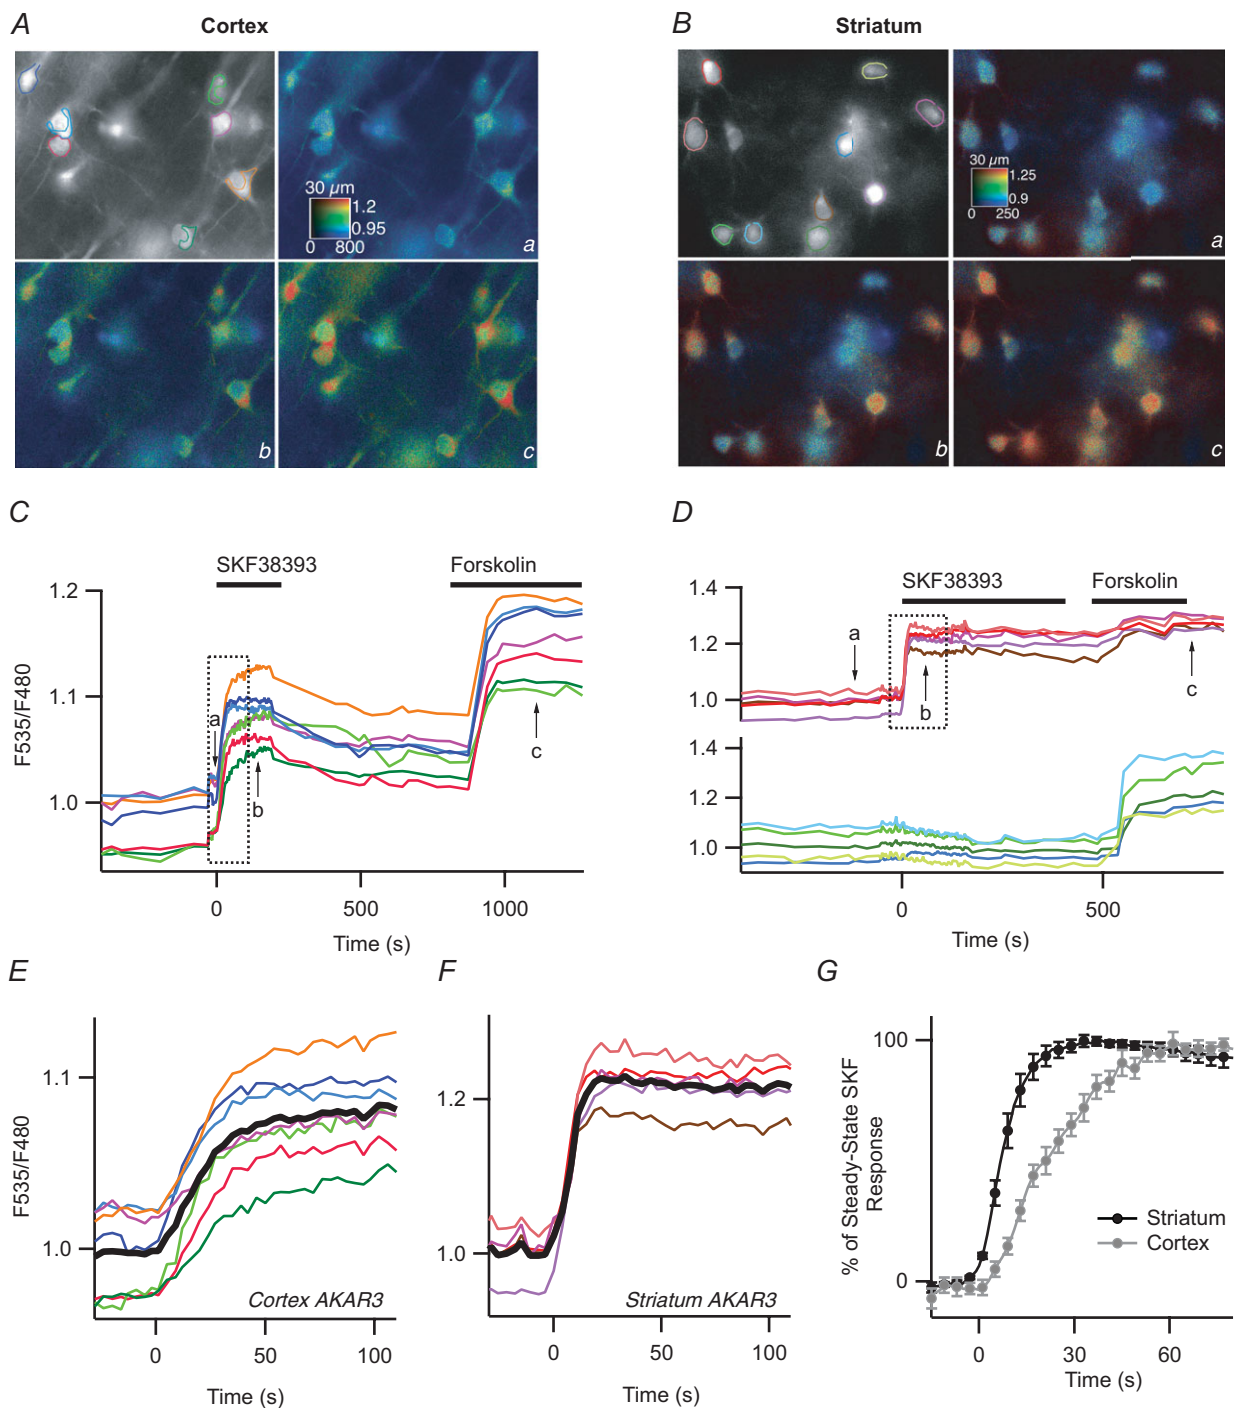 A
Cortex
B
Striatum
30 µm
1.2
0.95
0 800
a
b
c
30 µm
1.25
0.9
0 250
a
b
c
C
SKF38393
Forskolin
1.2
1.1
1.0
F535/F480
a
b
c
0 500 1000
Time (s)
D
SKF38393
Forskolin
1.4
1.2
1.0
a
b
c
1.4
1.2
1.0
0 500
Time (s)
E
F535/F480
1.1
1.0
Cortex AKAR3
0 50 100
Time (s)
F
1.2
1.0
Striatum AKAR3
0 50 100
Time (s)
G
% of Steady-State SKF
Response
100
0
Striatum
Cortex
0 30 60
Time (s)